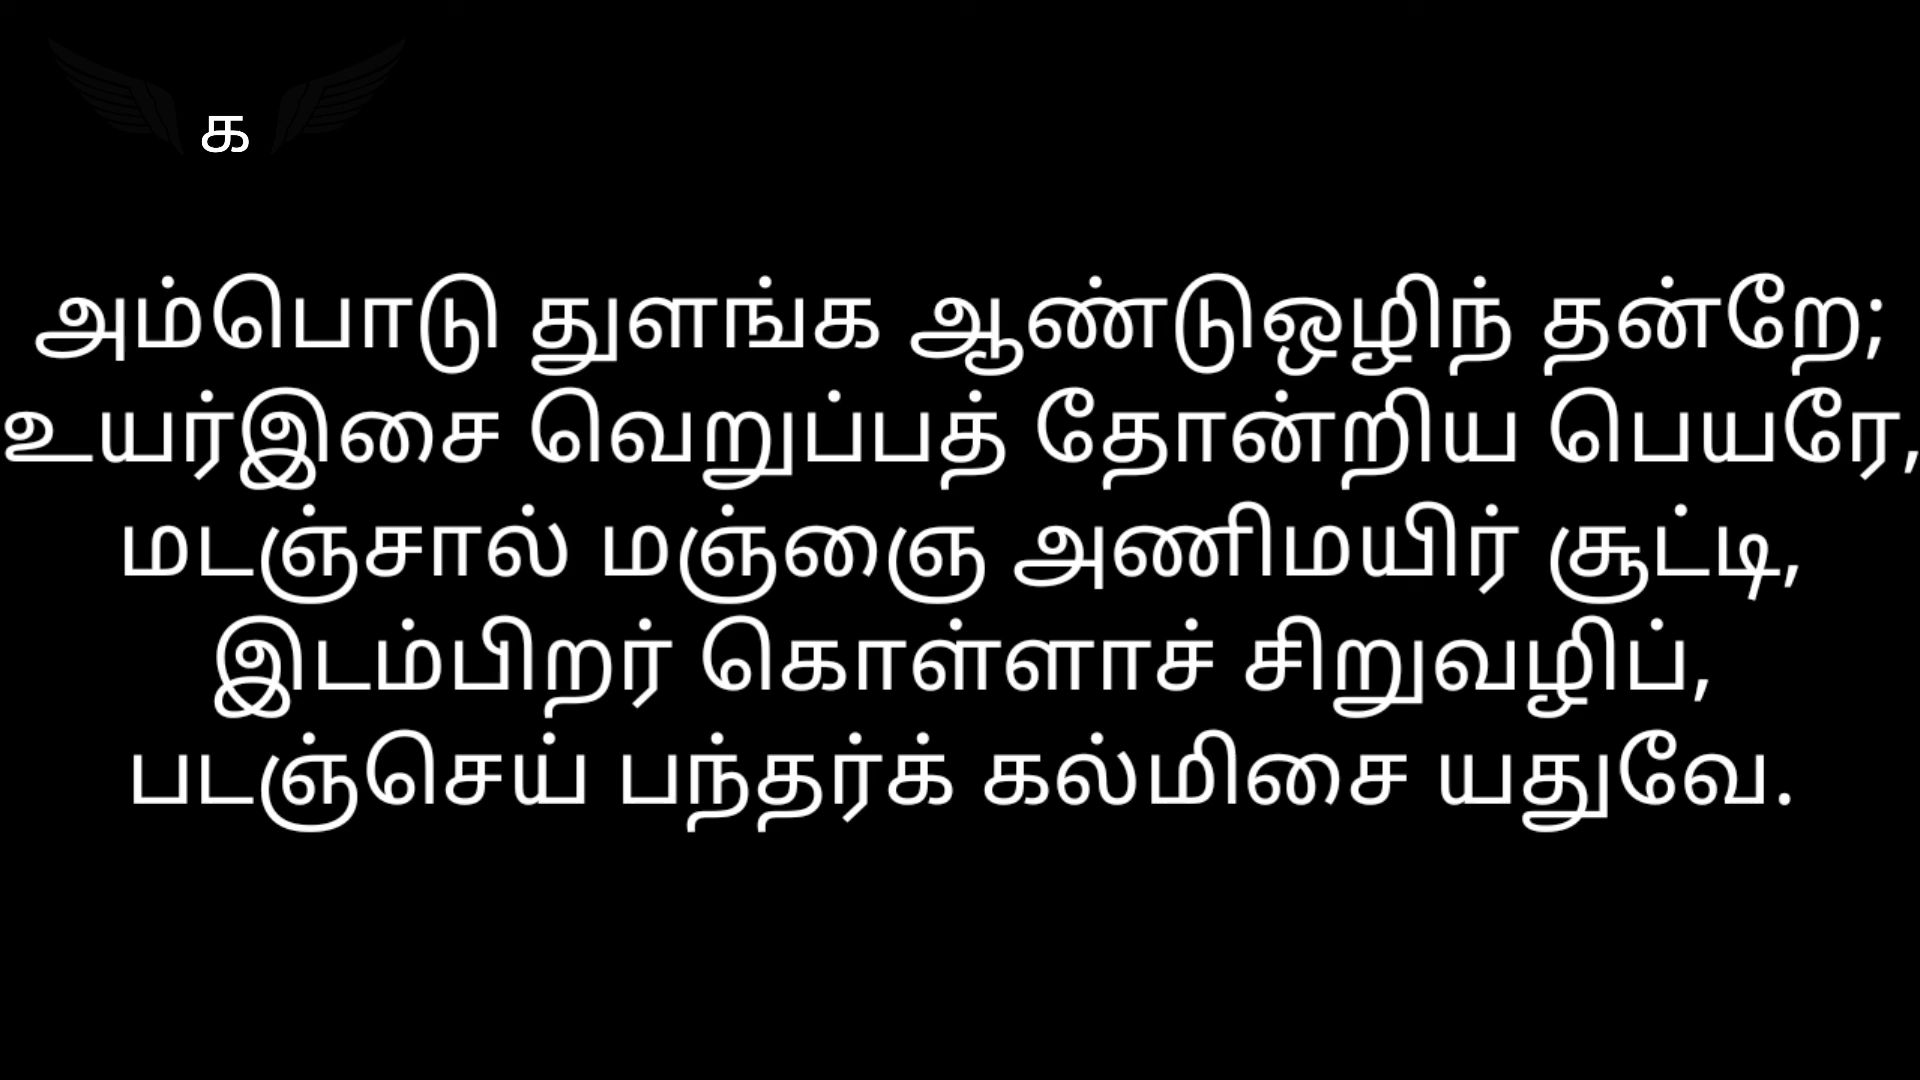 க
அம்பொடு துளங்க ஆண்டுஒழிந் தன்றே;
உயர்இசை வெறுப்பத் தோன்றிய பெயரே,
மடஞ்சால் மஞ்ஞை அணிமயிர் சூட்டி,
இடம்பிறர் கொள்ளாச் சிறுவழிப்,
படஞ்செய் பந்தர்க் கல்மிசை யதுவே.